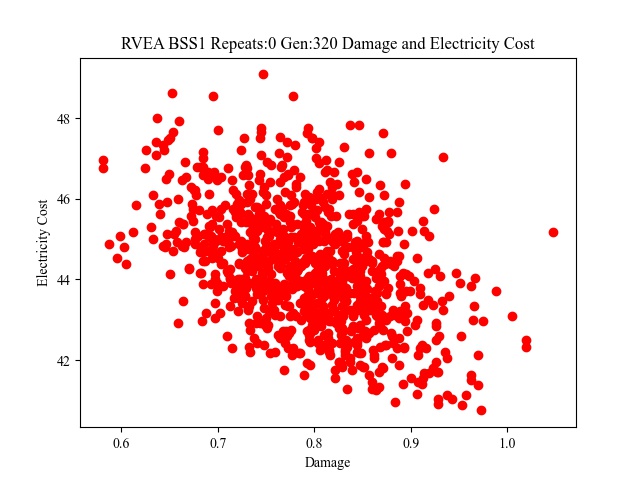 RVEA BSS1 Repeats:0 Gen:320 Damage and Electricity Cost
48
46
44
42
Electricity Cost
0.6 0.7 0.8 0.9 1.0
Damage